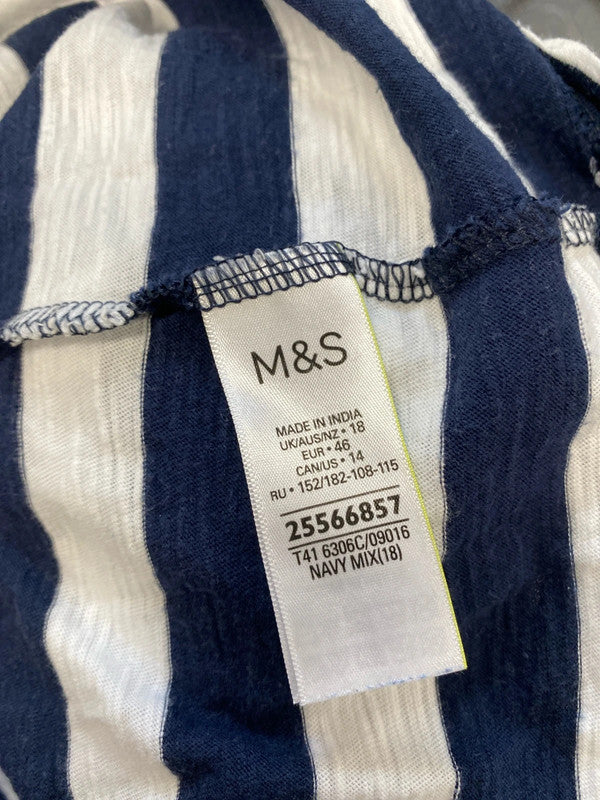 M&S
MADE IN INDIA
UK/AUS/NZ • 18
EUR • 46
CAN/US • 14
RU • 152/182-108-115
25566857
T41 6306C/09016
NAVY MIX(18)